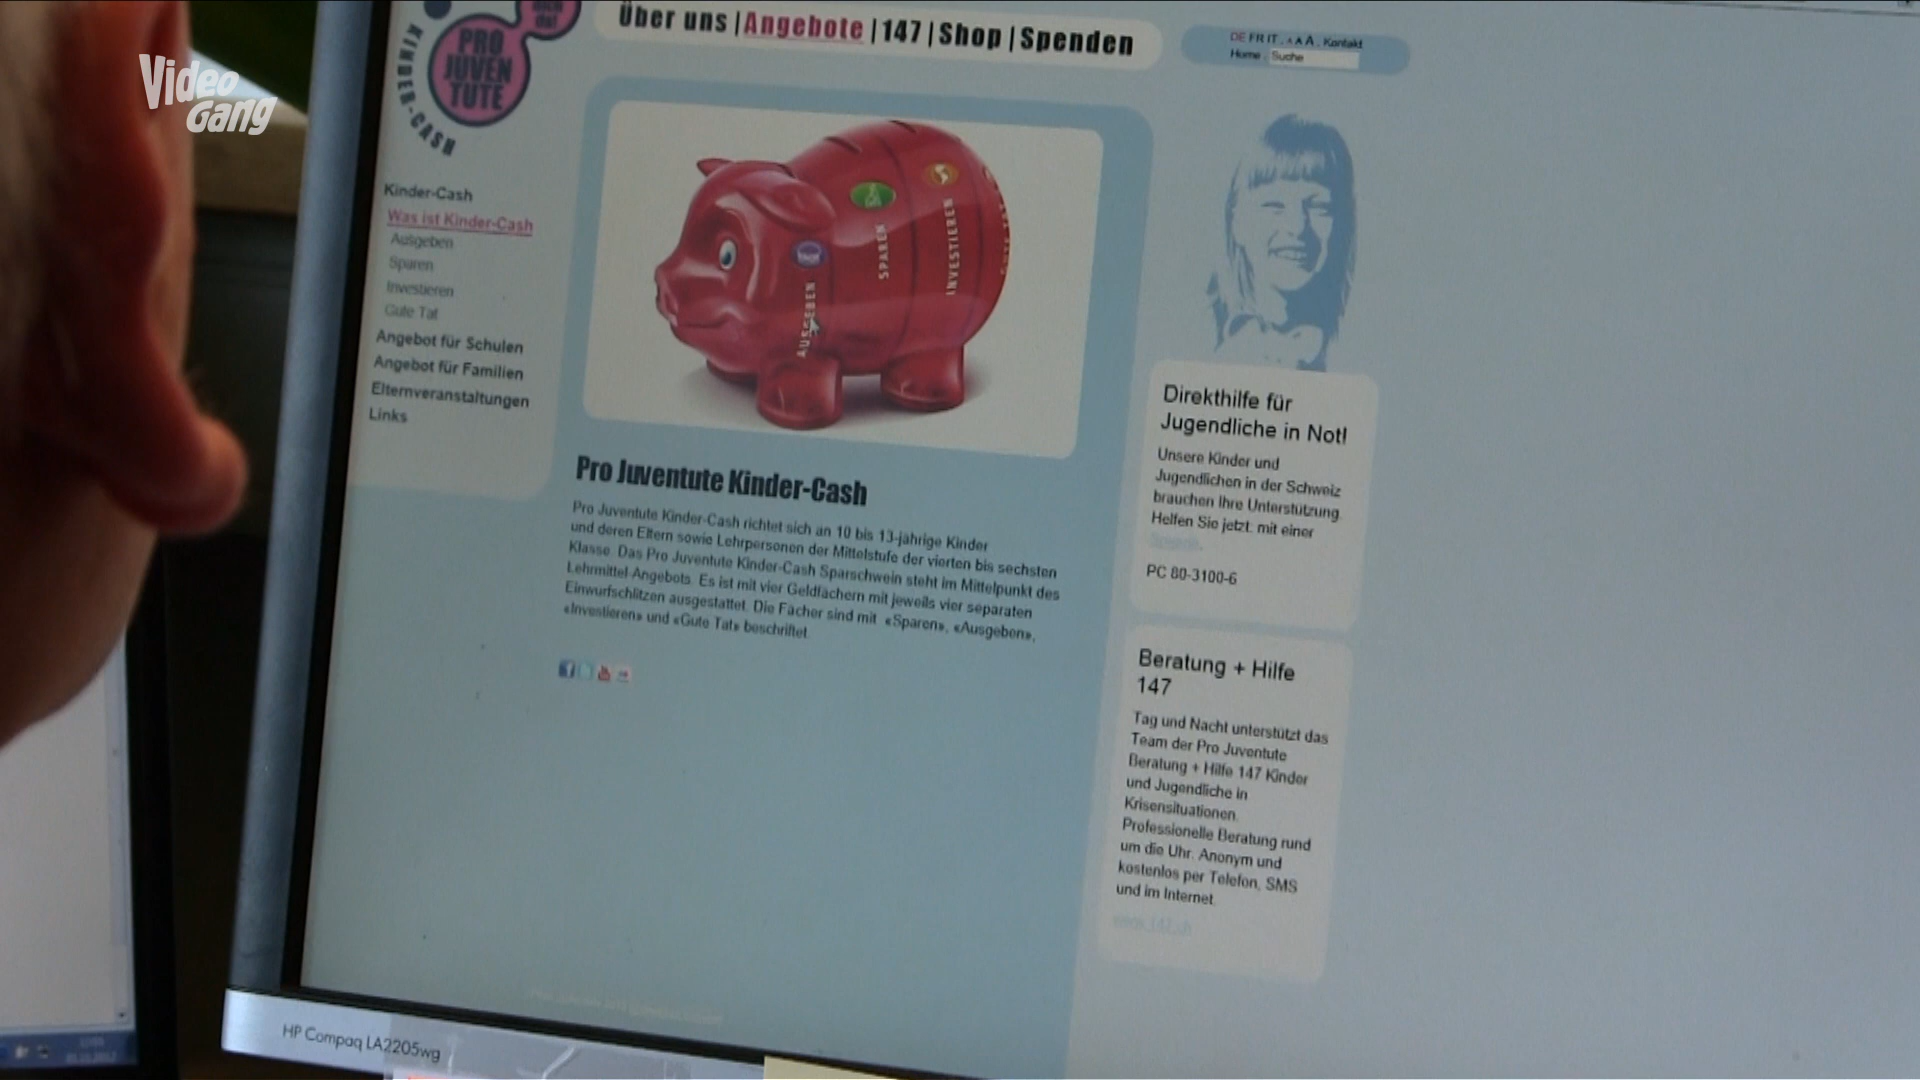 Video
Gang
KINDER-CASH
PRO
JUVEN
TUTE
Über uns | Angebote | 147 | Shop | Spenden
DE FR IT . A A A . Kontakt
Home . Suche
Kinder-Cash
Was ist Kinder-Cash
Ausgeben
Sparen
Investieren
Gute Tat
Angebot für Schulen
Angebot für Familien
Elternveranstaltungen
Links
AUSGEBEN
SPAREN
INVESTIEREN
Pro Juventute Kinder-Cash
Pro Juventute Kinder-Cash richtet sich an 10 bis 13-jährige Kinder
und deren Eltern sowie Lehrpersonen der Mittelstufe der vierten bis sechsten
Klasse. Das Pro Juventute Kinder-Cash Sparschwein steht im Mittelpunkt des
Lehrmittel-Angebots. Es ist mit vier Geldfächern mit jeweils vier separaten
Einwurfschlitzen ausgestattet. Die Fächer sind mit «Sparen», «Ausgeben»,
«Investieren» und «Gute Tat» beschriftet.
Direkthilfe für
Jugendliche in Not!
Unsere Kinder und
Jugendlichen in der Schweiz
brauchen Ihre Unterstützung.
Helfen Sie jetzt: mit einer
Spende.
PC 80-3100-6
Beratung + Hilfe
147
Tag und Nacht unterstützt das
Team der Pro Juventute
Beratung + Hilfe 147 Kinder
und Jugendliche in
Krisensituationen.
Professionelle Beratung rund
um die Uhr. Anonym und
kostenlos per Telefon, SMS
und im Internet.
www.147.ch
HP Compaq LA2205wg